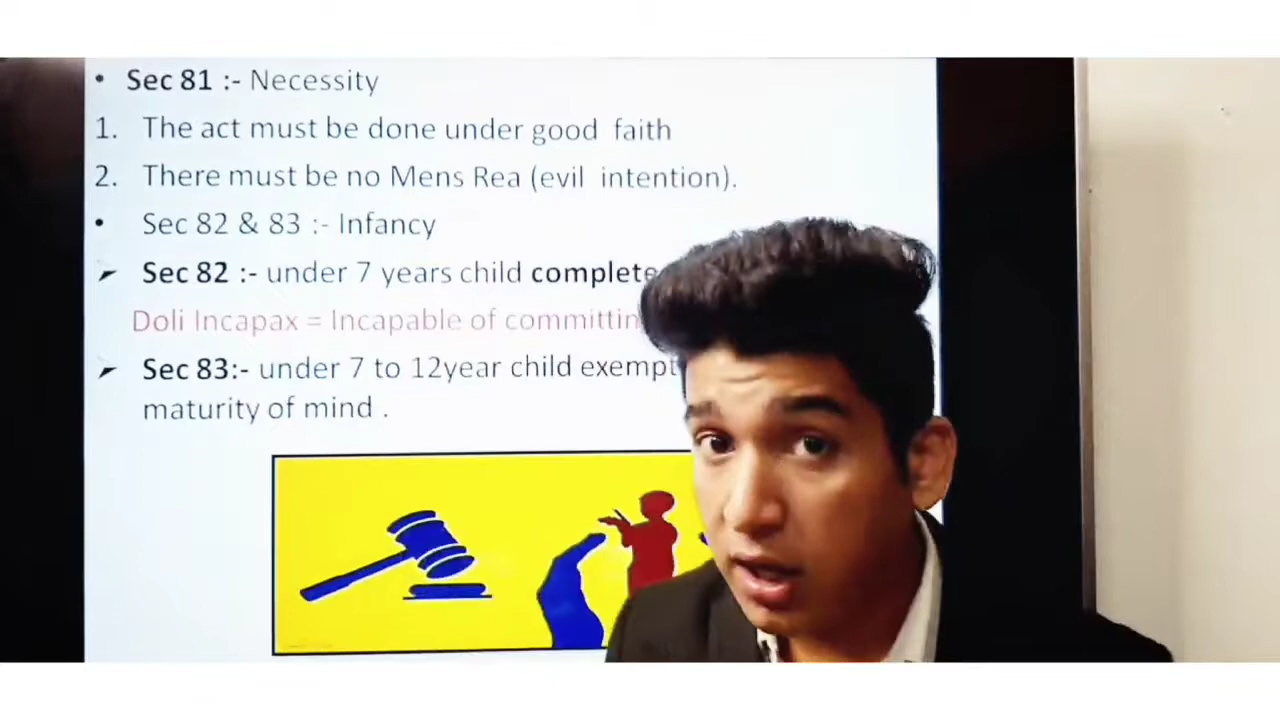 • Sec 81 :- Necessity
1. The act must be done under good faith
2. There must be no Mens Rea (evil intention).
• Sec 82 & 83 :- Infancy
➤ Sec 82 :- under 7 years child complete
Doli Incapax = Incapable of committin
➤ Sec 83:- under 7 to 12year child exempt
maturity of mind .